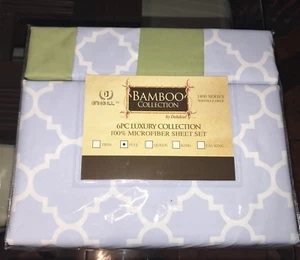 BAMBOO
COLLECTION
6PC LUXURY COLLECTION
100% MICROFIBER SHEET SET
TWIN FULL QUEEN KING CAL KING